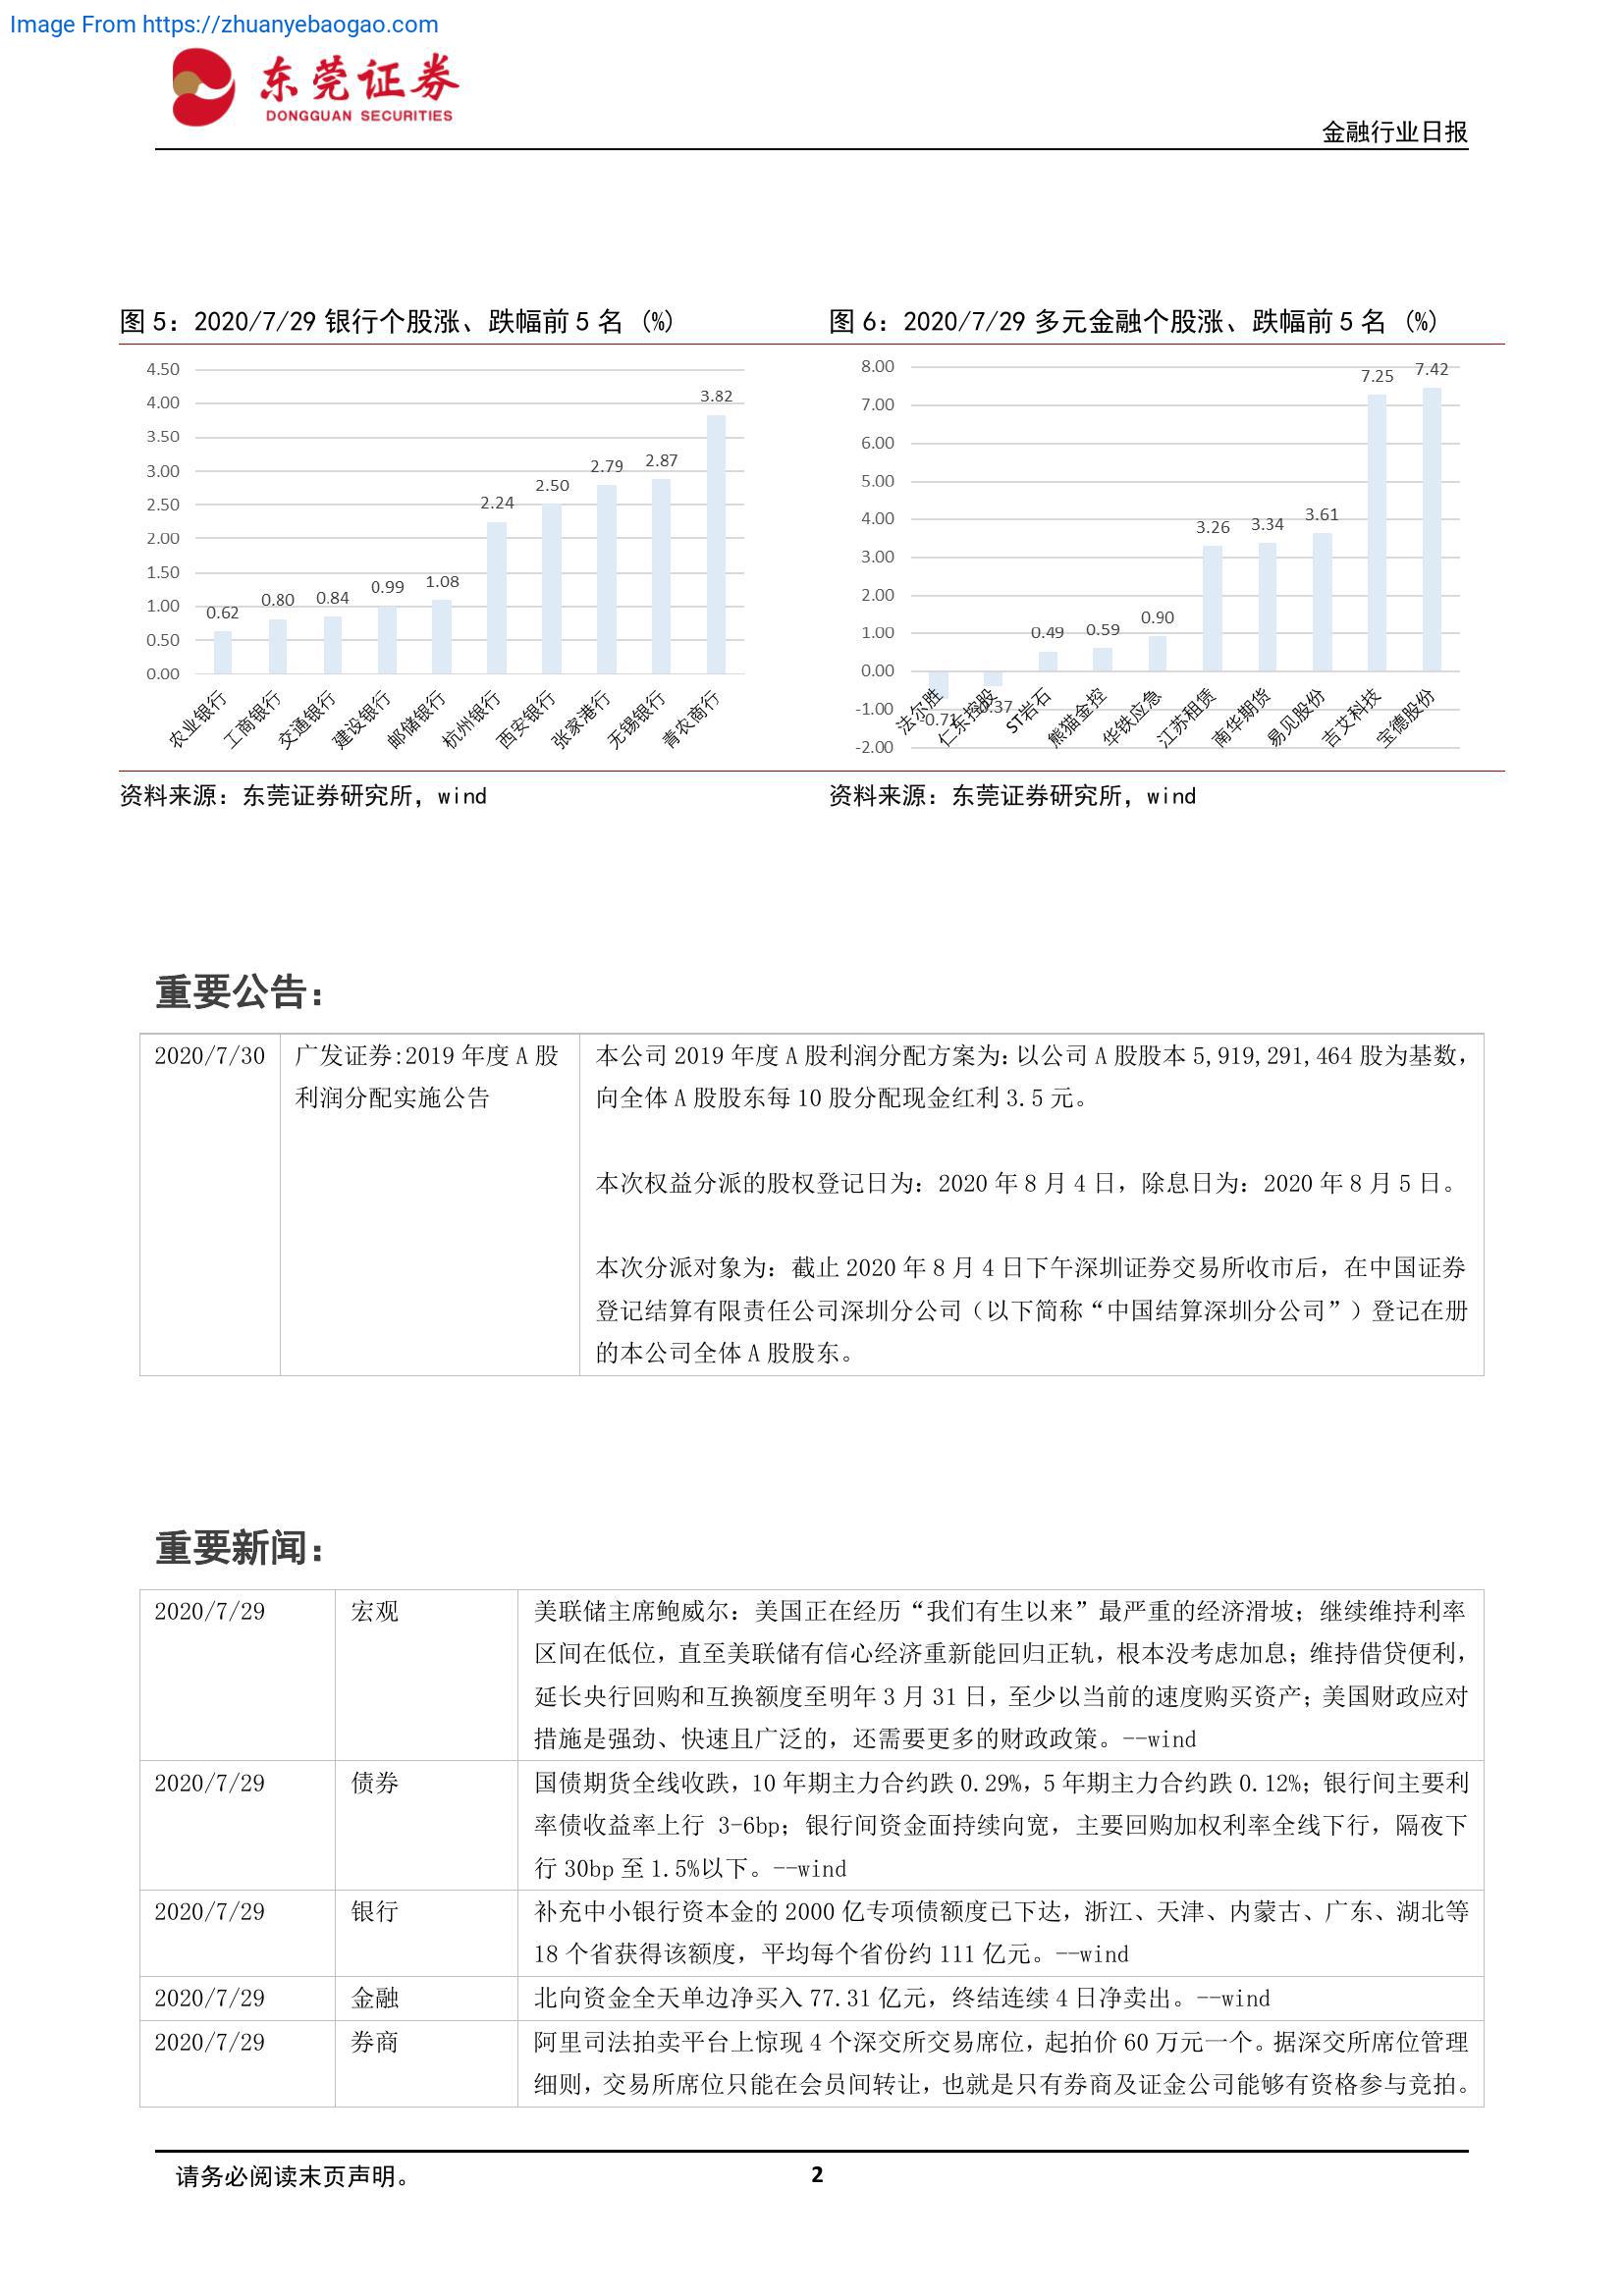 Image From https://zhuanyebaogao.com
东莞证券
DONGGUAN SECURITIES
金融行业日报
图 5：2020/7/29 银行个股涨、跌幅前 5 名 (%)
4.50
4.00
3.50
3.00
2.50
2.00
1.50
1.00
0.50
0.00
0.62
0.80
0.84
0.99
1.08
2.24
2.50
2.79
2.87
3.82
农业银行
工商银行
交通银行
建设银行
邮储银行
杭州银行
西安银行
张家港行
无锡银行
青农商行
资料来源：东莞证券研究所，wind
图 6：2020/7/29 多元金融个股涨、跌幅前 5 名 (%)
8.00
7.00
6.00
5.00
4.00
3.00
2.00
1.00
0.00
-1.00
-2.00
-0.71
-0.37
0.49
0.59
0.90
3.26
3.34
3.61
7.25
7.42
法尔胜
仁东控股
ST岩石
熊猫金控
华铁应急
江苏租赁
南华期货
易见股份
吉艾科技
宝德股份
资料来源：东莞证券研究所，wind
重要公告：
2020/7/30
广发证券:2019 年度 A 股
利润分配实施公告
本公司 2019 年度 A 股利润分配方案为：以公司 A 股股本 5,919,291,464 股为基数，
向全体 A 股股东每 10 股分配现金红利 3.5 元。
本次权益分派的股权登记日为：2020 年 8 月 4 日，除息日为：2020 年 8 月 5 日。
本次分派对象为：截止 2020 年 8 月 4 日下午深圳证券交易所收市后，在中国证券
登记结算有限责任公司深圳分公司（以下简称“中国结算深圳分公司”）登记在册
的本公司全体 A 股股东。
重要新闻：
2020/7/29
宏观
美联储主席鲍威尔：美国正在经历“我们有生以来”最严重的经济滑坡；继续维持利率
区间在低位，直至美联储有信心经济重新能回归正轨，根本没考虑加息；维持借贷便利，
延长央行回购和互换额度至明年 3 月 31 日，至少以当前的速度购买资产；美国财政应对
措施是强劲、快速且广泛的，还需要更多的财政政策。--wind
2020/7/29
债券
国债期货全线收跌，10 年期主力合约跌 0.29%，5 年期主力合约跌 0.12%；银行间主要利
率债收益率上行 3-6bp；银行间资金面持续向宽，主要回购加权利率全线下行，隔夜下
行 30bp 至 1.5%以下。--wind
2020/7/29
银行
补充中小银行资本金的 2000 亿专项债额度已下达，浙江、天津、内蒙古、广东、湖北等
18 个省获得该额度，平均每个省份约 111 亿元。--wind
2020/7/29
金融
北向资金全天单边净买入 77.31 亿元，终结连续 4 日净卖出。--wind
2020/7/29
券商
阿里司法拍卖平台上惊现 4 个深交所交易席位，起拍价 60 万元一个。据深交所席位管理
细则，交易所席位只能在会员间转让，也就是只有券商及证金公司能够有资格参与竞拍。
请务必阅读末页声明。
2